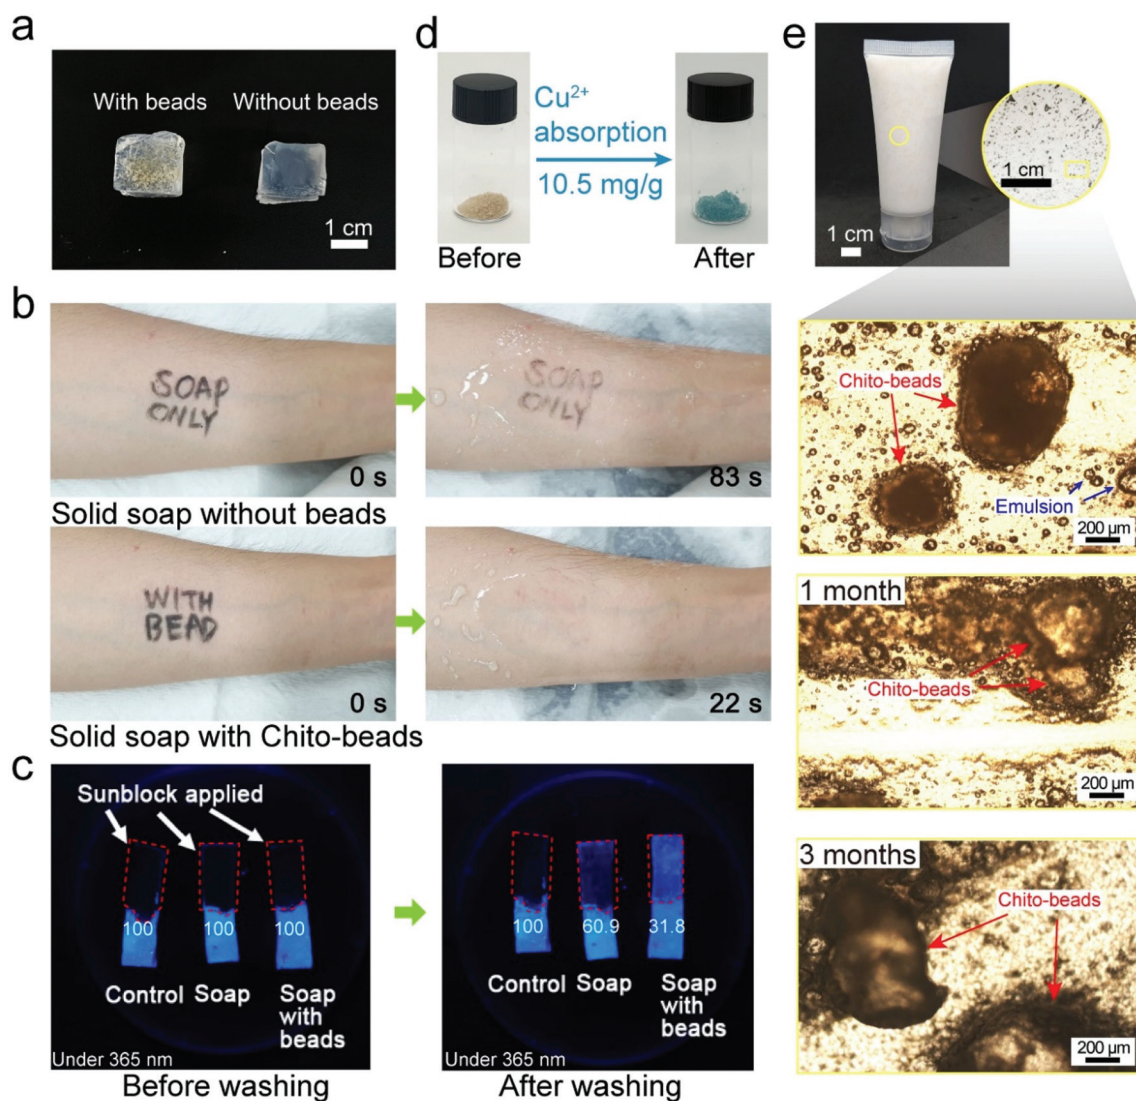 a
With beads
Without beads
1 cm
d
Cu²⁺
absorption
10.5 mg/g
Before
After
e
1 cm
1 cm
b
SOAP
ONLY
0 s
SOAP
ONLY
83 s
Solid soap without beads
WITH
BEAD
0 s
22 s
Solid soap with Chito-beads
Chito-beads
Emulsion
200 µm
1 month
Chito-beads
200 µm
3 months
Chito-beads
200 µm
c
Sunblock applied
100
100
100
Control
Soap
Soap
with
beads
Under 365 nm
Before washing
100
60.9
31.8
Control
Soap
Soap
with
beads
Under 365 nm
After washing